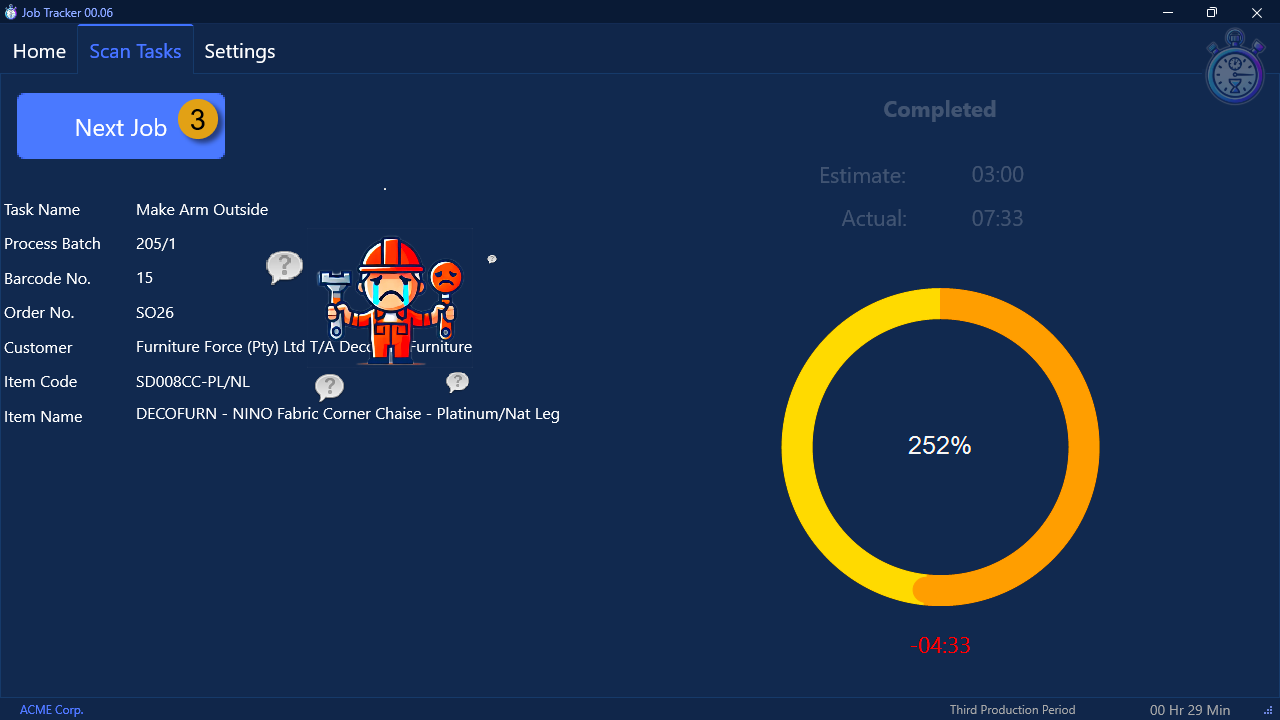 Job Tracker 00.06
Home Scan Tasks Settings
Next Job 3
Completed
Estimate: 03:00
Actual: 07:33
Task Name Make Arm Outside
Process Batch 205/1
Barcode No. 15
Order No. SO26
Customer Furniture Force (Pty) Ltd T/A Furniture
Item Code SD008CC-PL/NL
Item Name DECOFURN - NINO Fabric Corner Chaise - Platinum/Nat Leg
? ? ? ?
252%
-04:33
ACME Corp. Third Production Period 00 Hr 29 Min